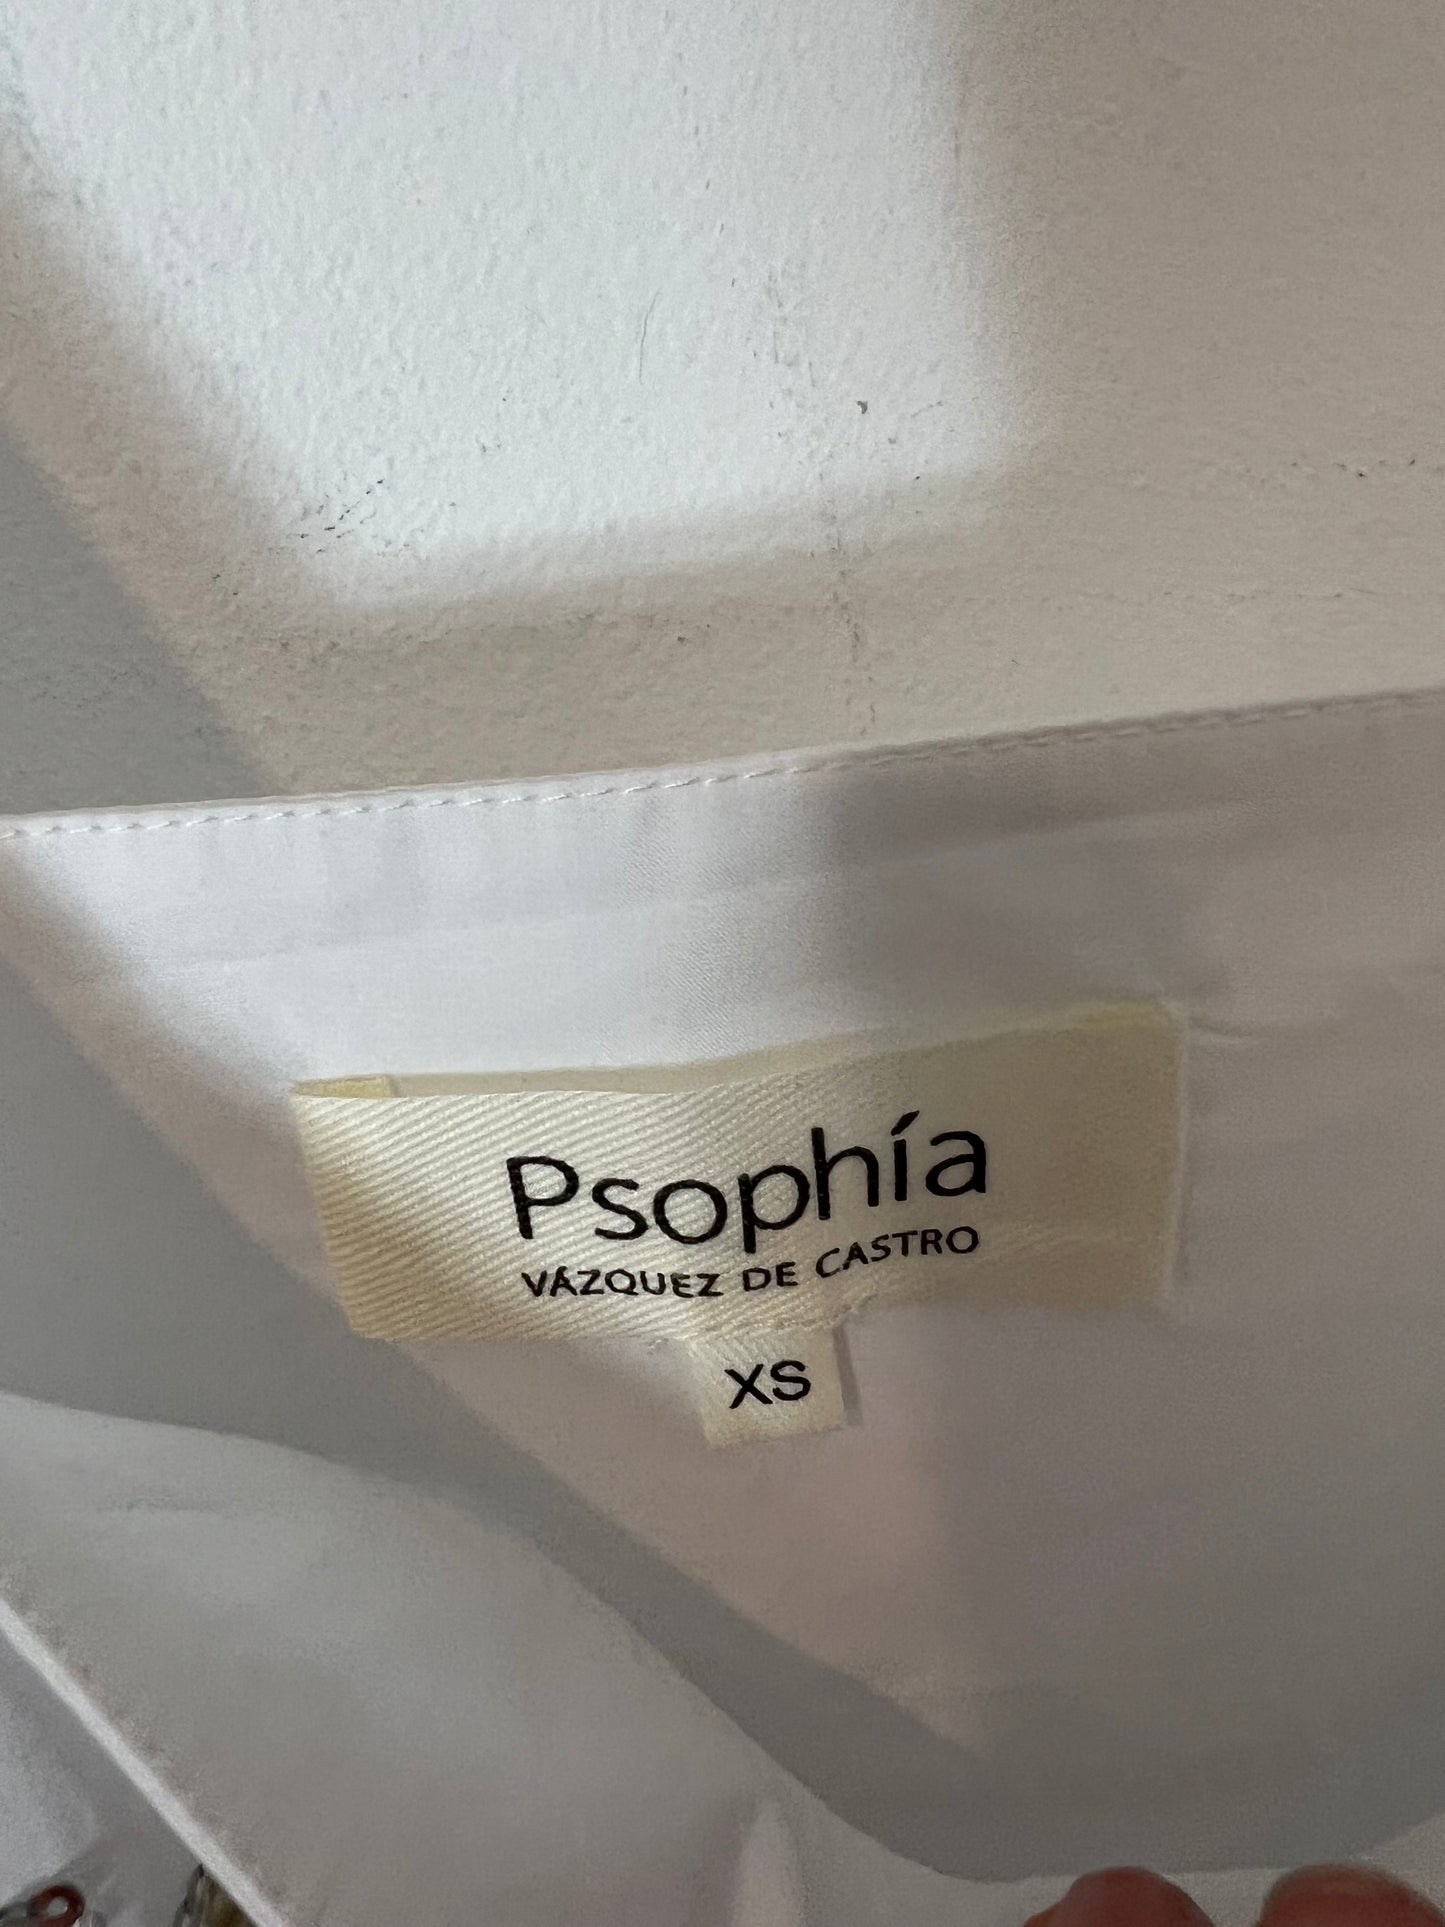 Psophía
VÁZQUEZ DE CASTRO
XS